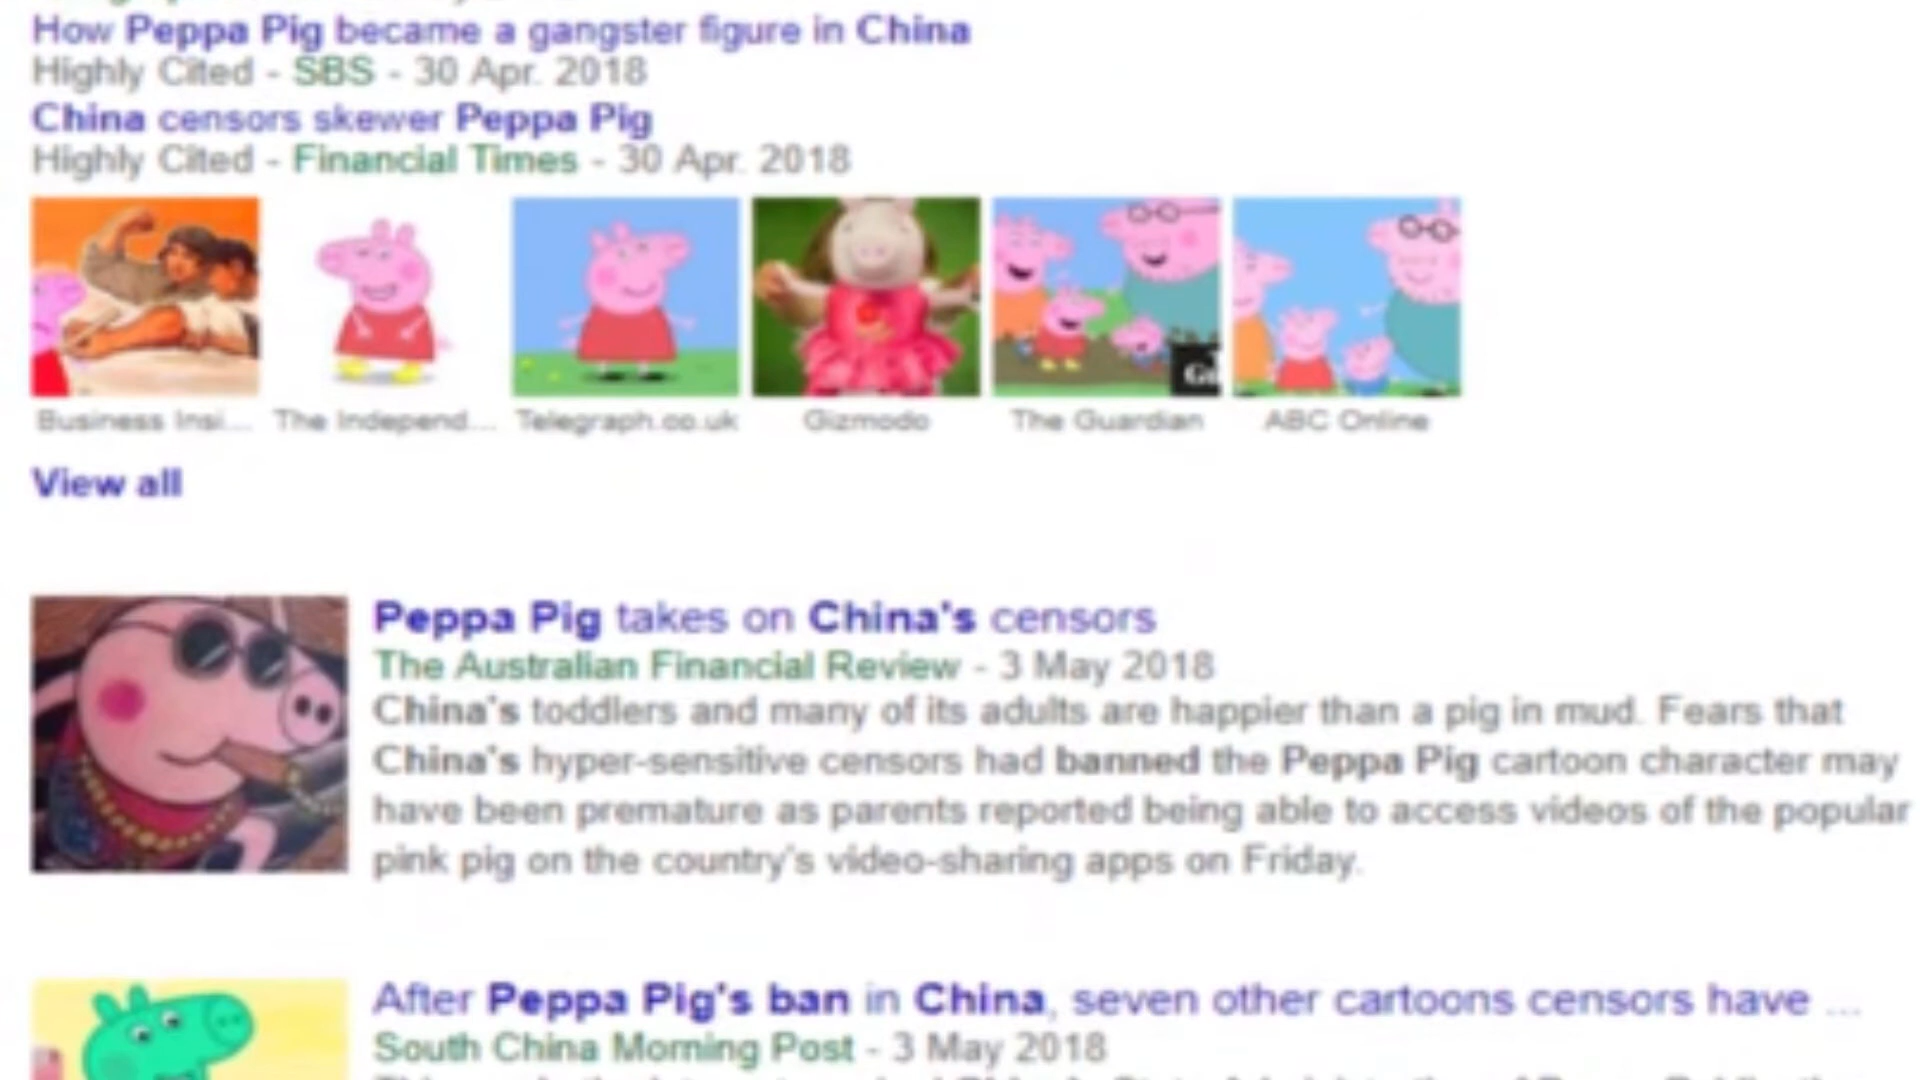 How Peppa Pig became a gangster figure in China
Highly Cited - SBS - 30 Apr. 2018
China censors skewer Peppa Pig
Highly Cited - Financial Times - 30 Apr. 2018
Business Insi... The Independ... Telegraph.co.uk Gizmodo The Guardian ABC Online
View all
Peppa Pig takes on China's censors
The Australian Financial Review - 3 May 2018
China's toddlers and many of its adults are happier than a pig in mud. Fears that
China's hyper-sensitive censors had banned the Peppa Pig cartoon character may
have been premature as parents reported being able to access videos of the popular
pink pig on the country's video-sharing apps on Friday.
After Peppa Pig's ban in China, seven other cartoons censors have ...
South China Morning Post - 3 May 2018